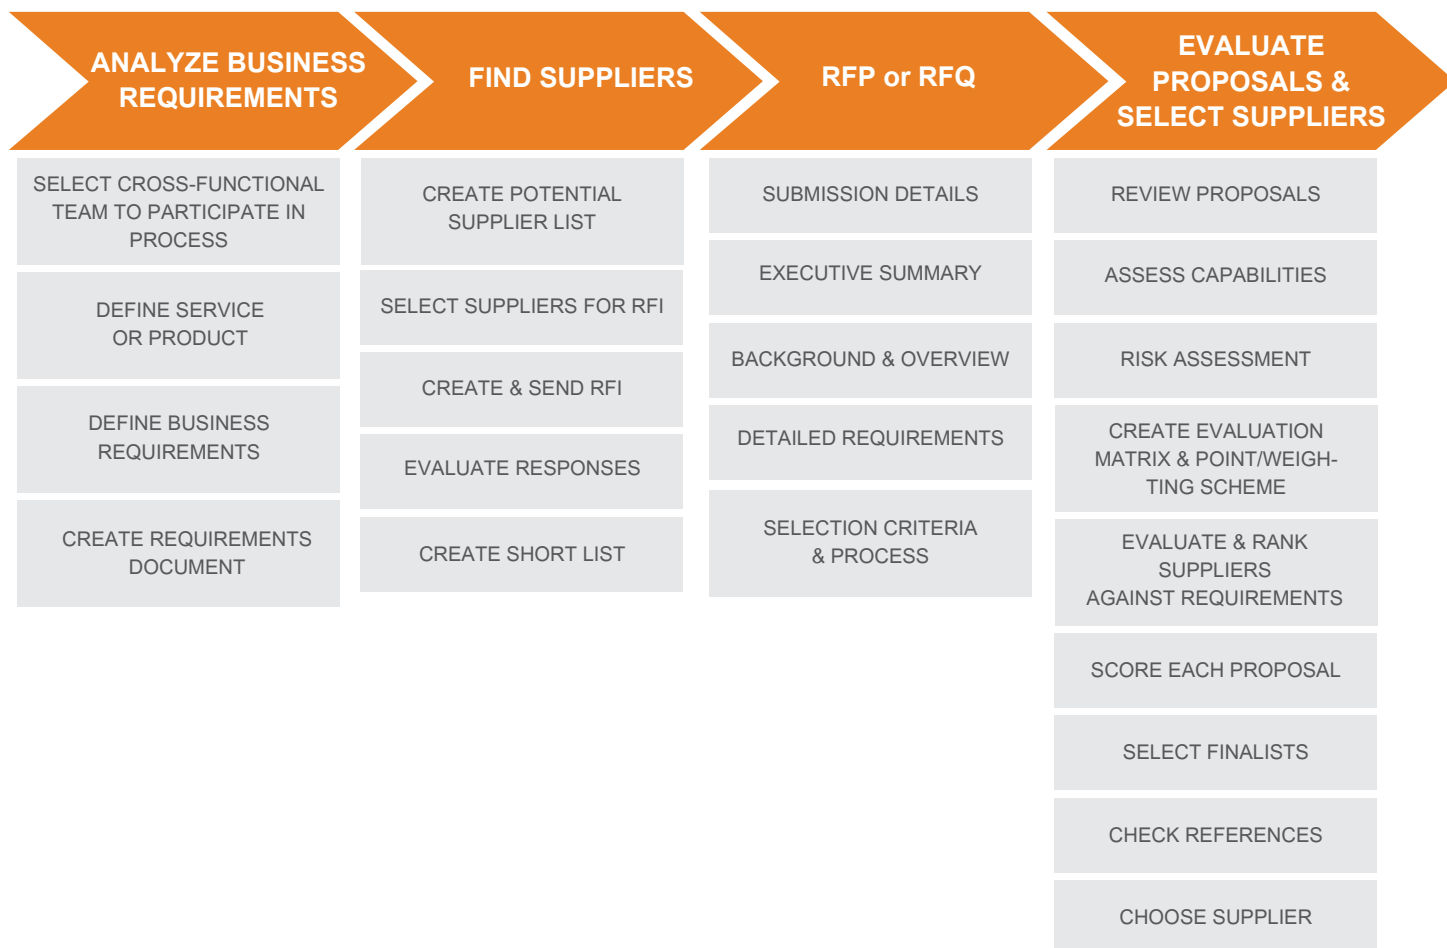 ANALYZE BUSINESS
REQUIREMENTS
SELECT CROSS-FUNCTIONAL
TEAM TO PARTICIPATE IN
PROCESS
DEFINE SERVICE
OR PRODUCT
DEFINE BUSINESS
REQUIREMENTS
CREATE REQUIREMENTS
DOCUMENT
FIND SUPPLIERS
CREATE POTENTIAL
SUPPLIER LIST
SELECT SUPPLIERS FOR RFI
CREATE & SEND RFI
EVALUATE RESPONSES
CREATE SHORT LIST
RFP or RFQ
SUBMISSION DETAILS
EXECUTIVE SUMMARY
BACKGROUND & OVERVIEW
DETAILED REQUIREMENTS
SELECTION CRITERIA
& PROCESS
EVALUATE
PROPOSALS &
SELECT SUPPLIERS
REVIEW PROPOSALS
ASSESS CAPABILITIES
RISK ASSESSMENT
CREATE EVALUATION
MATRIX & POINT/WEIGH-
TING SCHEME
EVALUATE & RANK
SUPPLIERS
AGAINST REQUIREMENTS
SCORE EACH PROPOSAL
SELECT FINALISTS
CHECK REFERENCES
CHOOSE SUPPLIER